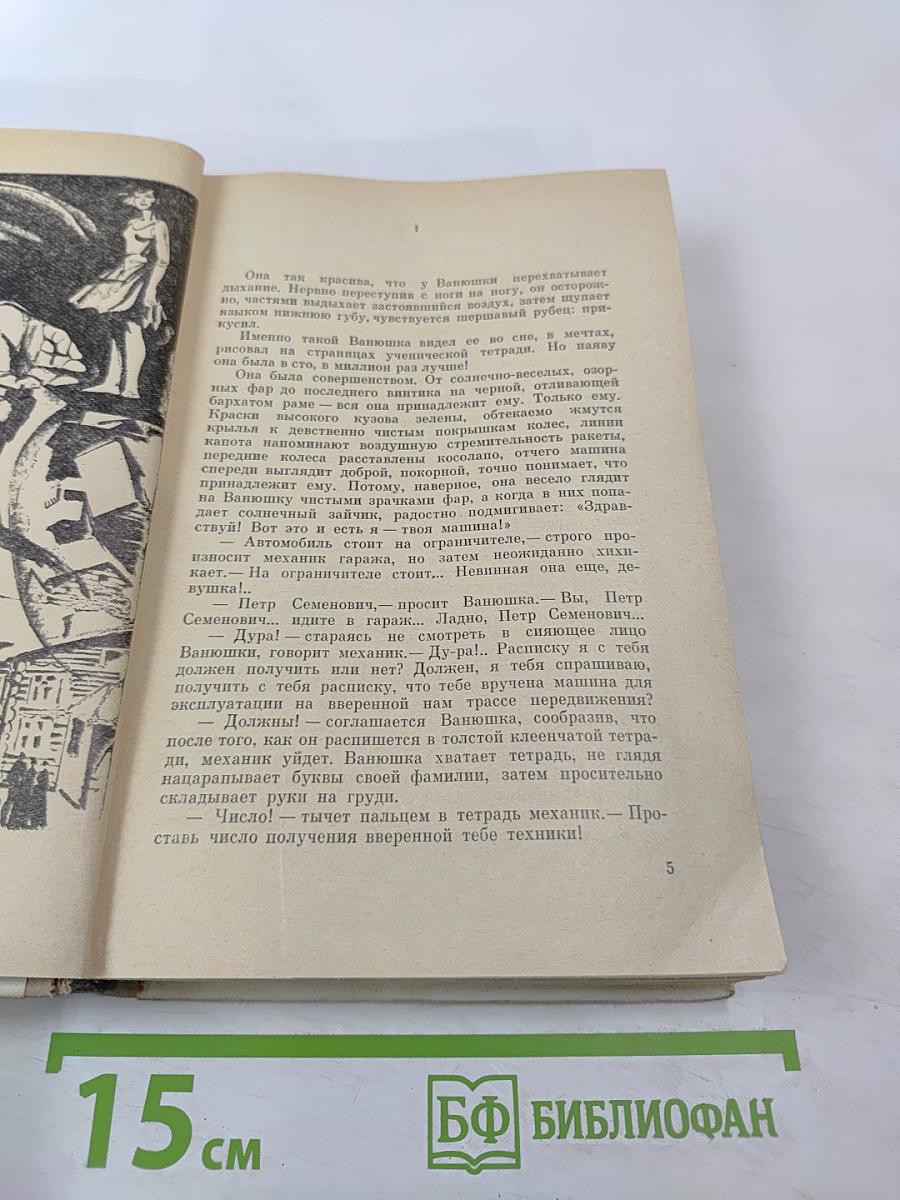 1
Она так красива, что у Ванюшки перехватывает
дыхание. Нервно переступив с ноги на ногу, он осторож-
но, частями выдыхает застоявшийся воздух, затем щупает
языком нижнюю губу, чувствуется шершавый рубец: при-
кусил.
Именно такой Ванюшка видел ее во сне, в мечтах,
рисовал на страницах ученической тетради. Но наяву
она была в сто, в миллион раз лучше!
Она была совершенством. От солнечно-веселых, озор-
ных фар до последнего винтика на черной, отливающей
бархатом раме — вся она принадлежит ему. Только ему.
Краски высокого кузова зелены, обтекаемо жмутся
крылья к девственно чистым покрышкам колес, линии
капота напоминают воздушную стремительность ракеты,
передние колеса расставлены косолапо, отчего машина
спереди выглядит доброй, покорной, точно понимает, что
принадлежит ему. Потому, наверное, она весело глядит
на Ванюшку чистыми зрачками фар, а когда в них попа-
дает солнечный зайчик, радостно подмигивает: «Здрав-
ствуй! Вот это и есть я — твоя машина!»
— Автомобиль стоит на ограничителе,— строго про-
износит механик гаража, но затем неожиданно хихи-
кает.— На ограничителе стоит... Невинная она еще, де-
вушка!..
— Петр Семенович,— просит Ванюшка.— Вы, Петр
Семенович... идите в гараж... Ладно, Петр Семенович...
— Дура! — стараясь не смотреть в сияющее лицо
Ванюшки, говорит механик.— Ду-ра!.. Расписку я с тебя
должен получить или нет? Должен, я тебя спрашиваю,
получить с тебя расписку, что тебе вручена машина для
эксплуатации на вверенной нам трассе передвижения?
— Должны! — соглашается Ванюшка, сообразив, что
после того, как он распишется в толстой клеенчатой тетра-
ди, механик уйдет. Ванюшка хватает тетрадь, не глядя
нацарапывает буквы своей фамилии, затем просительно
складывает руки на груди.
— Число! — тычет пальцем в тетрадь механик.— Про-
ставь число получения вверенной тебе техники!
5
15 см
БФ БИБЛИОФАН